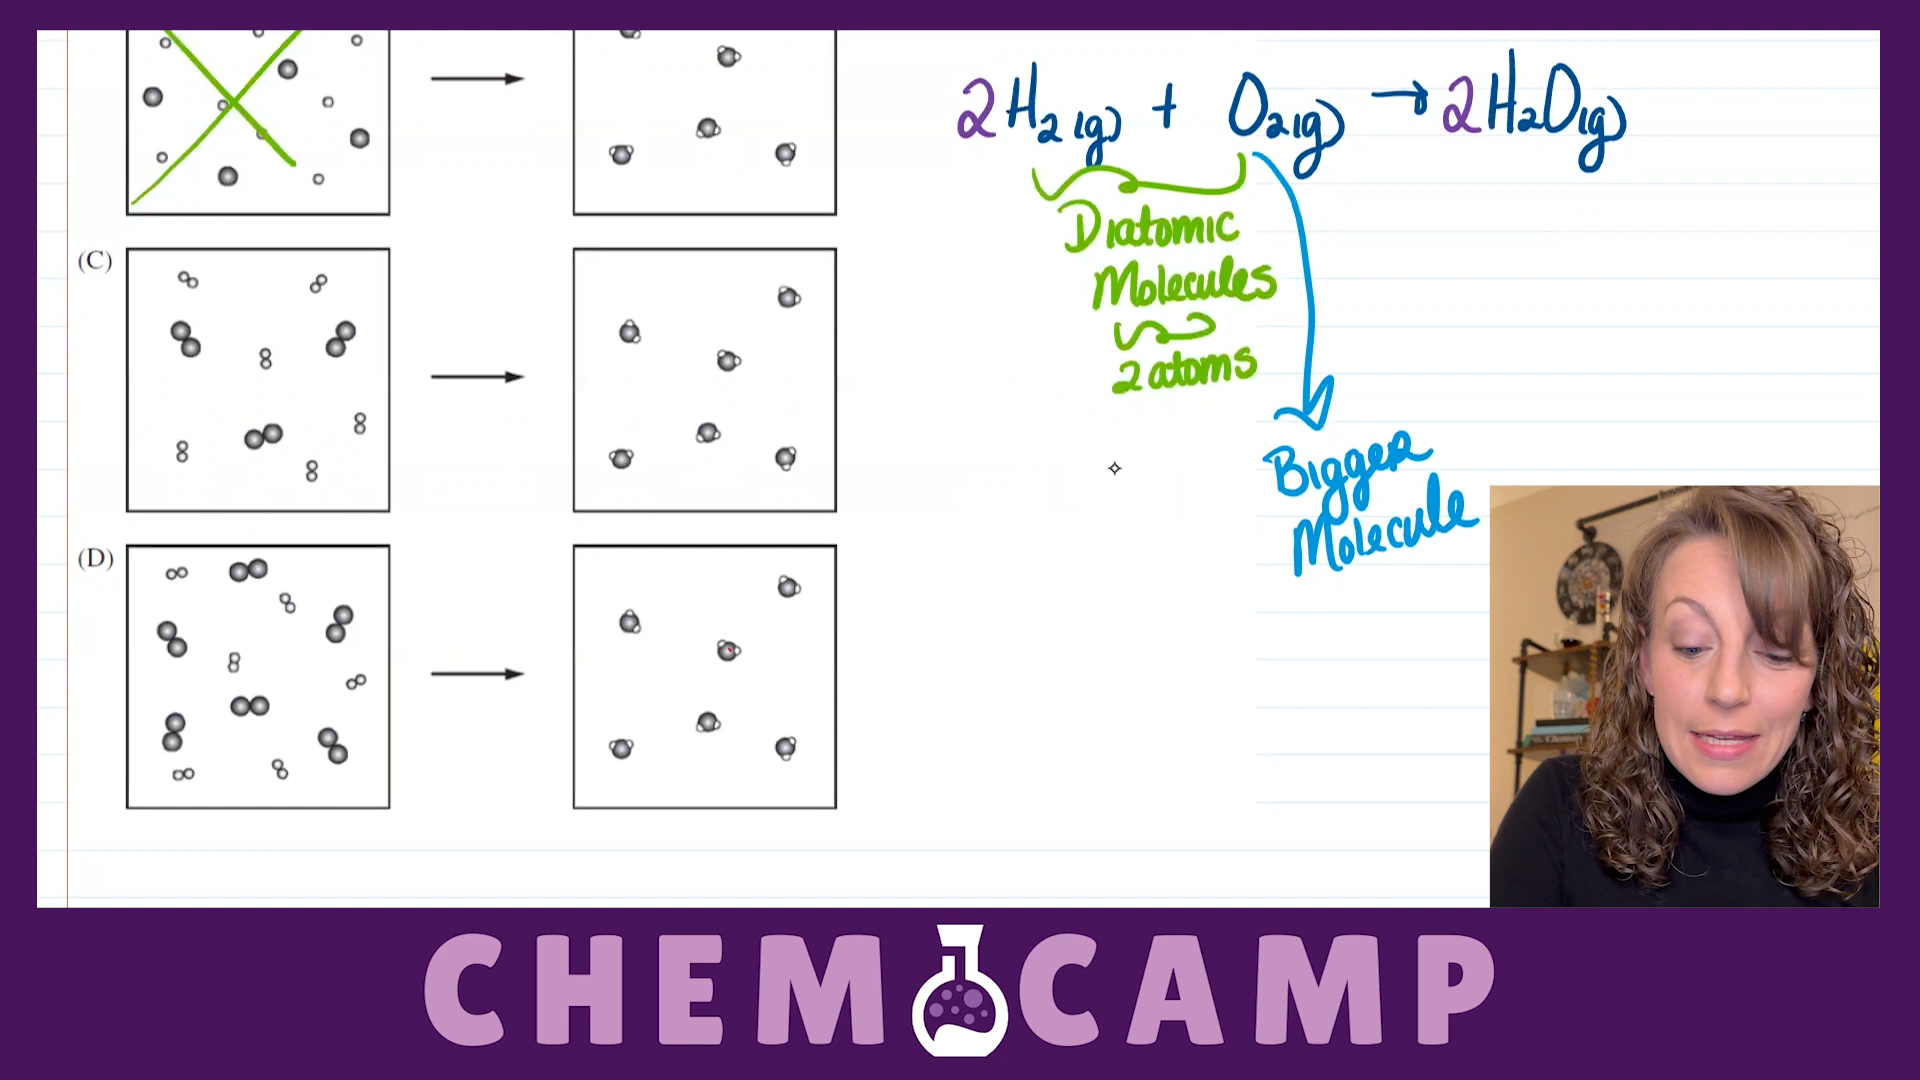 2H₂(g) + O₂(g) → 2H₂O(g)
Diatomic
Molecules
2 atoms
(C)
Bigger
Molecule
(D)
CHEM CAMP